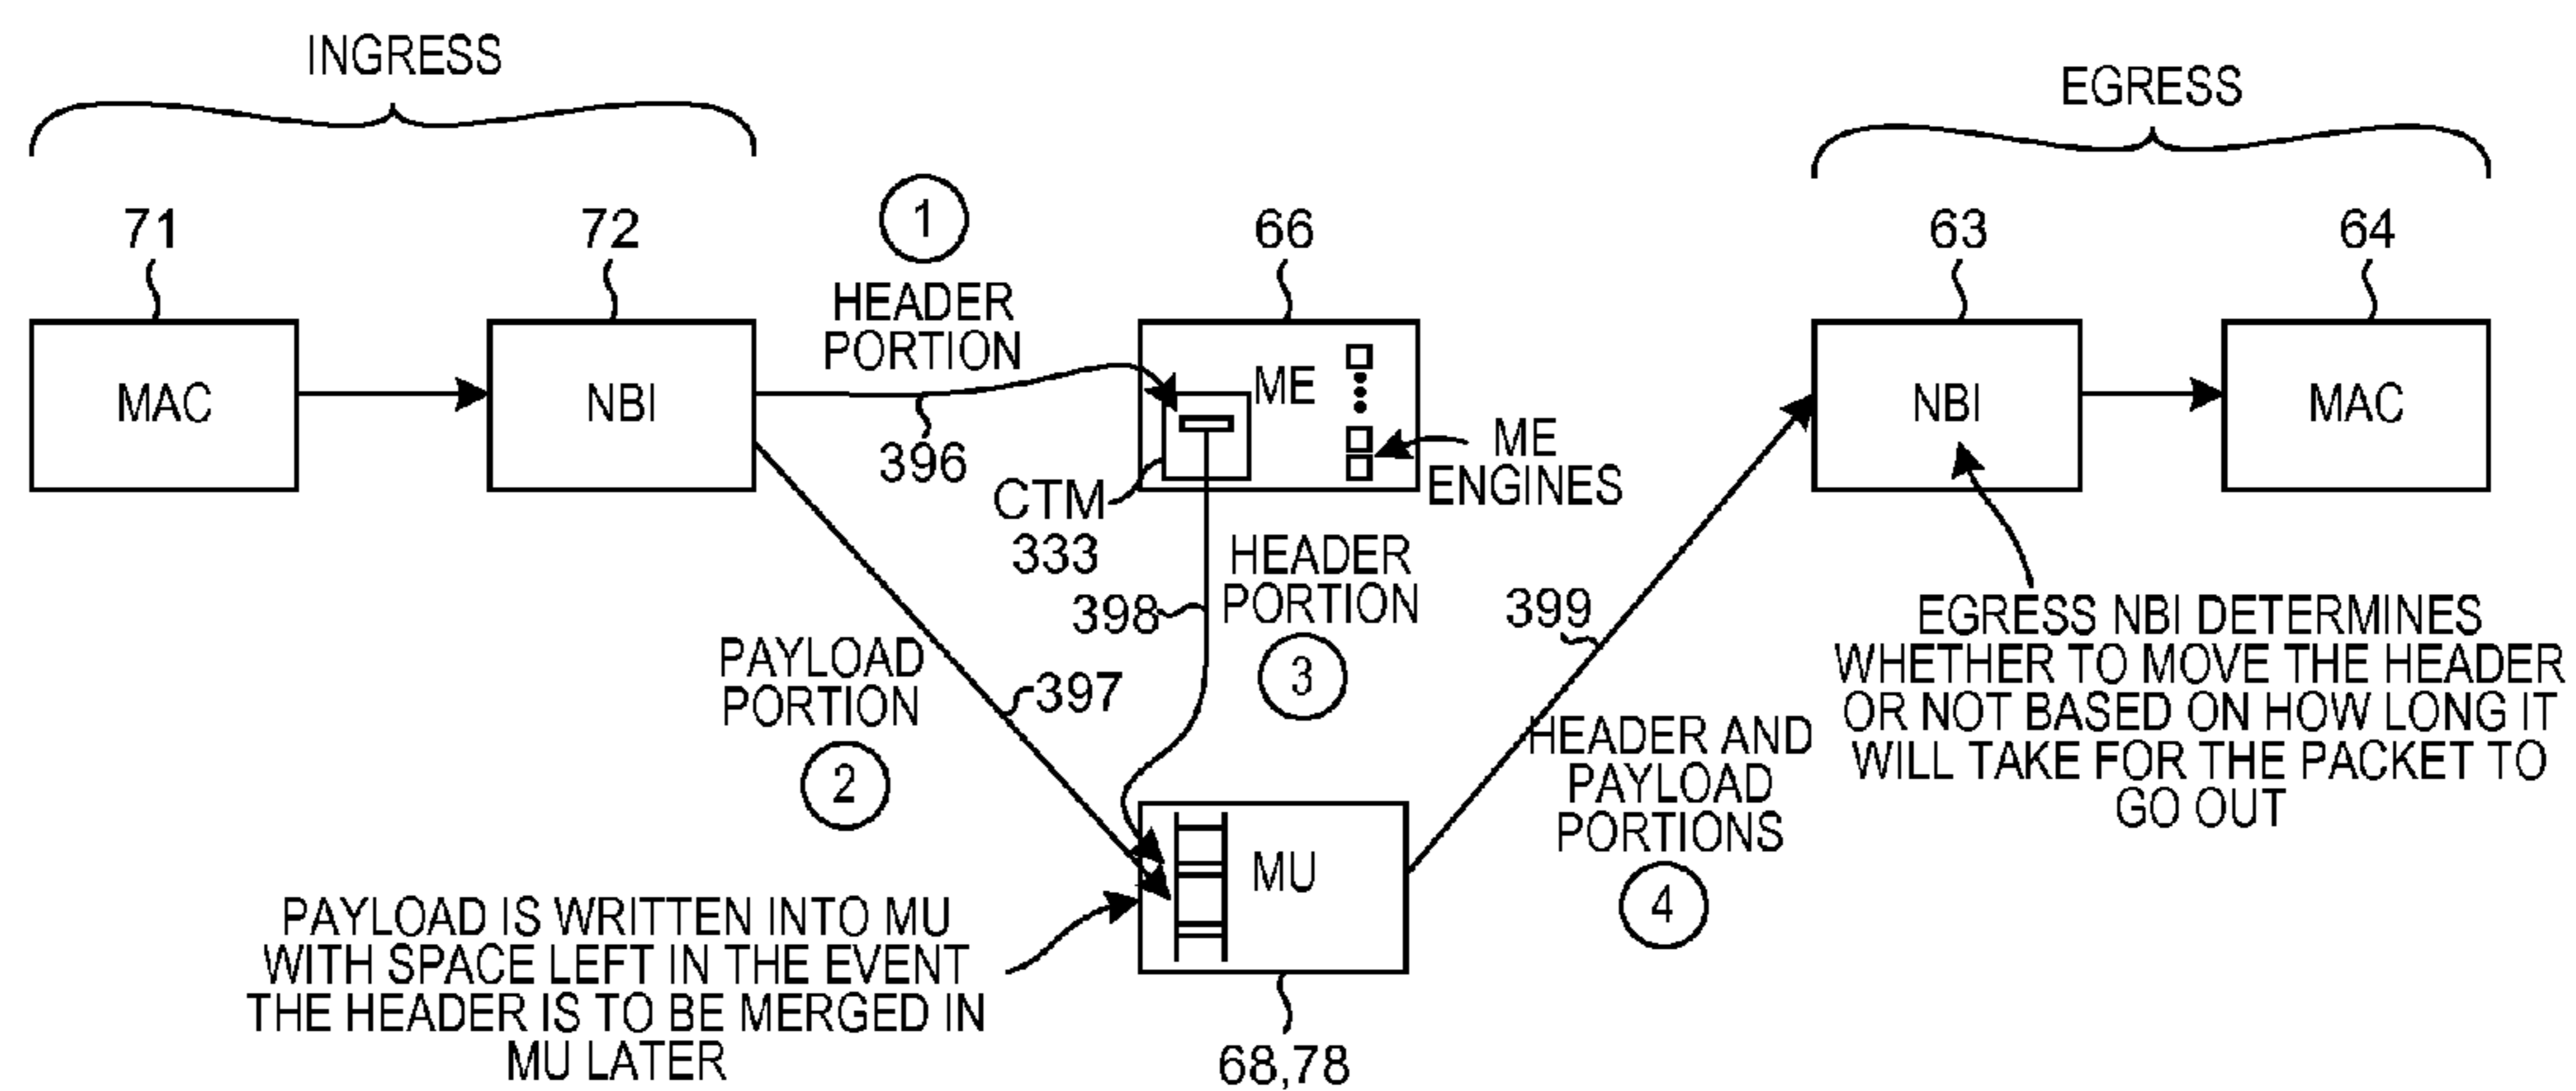 INGRESS
EGRESS
71
72
1
HEADER
PORTION
66
63
64
MAC
NBI
396
CTM
333
ME
ME
ENGINES
NBI
MAC
398
HEADER
PORTION
3
PAYLOAD
PORTION
2
397
399
HEADER AND
PAYLOAD
PORTIONS
4
EGRESS NBI DETERMINES
WHETHER TO MOVE THE HEADER
OR NOT BASED ON HOW LONG IT
WILL TAKE FOR THE PACKET TO
GO OUT
MU
PAYLOAD IS WRITTEN INTO MU
WITH SPACE LEFT IN THE EVENT
THE HEADER IS TO BE MERGED IN
MU LATER
68,78